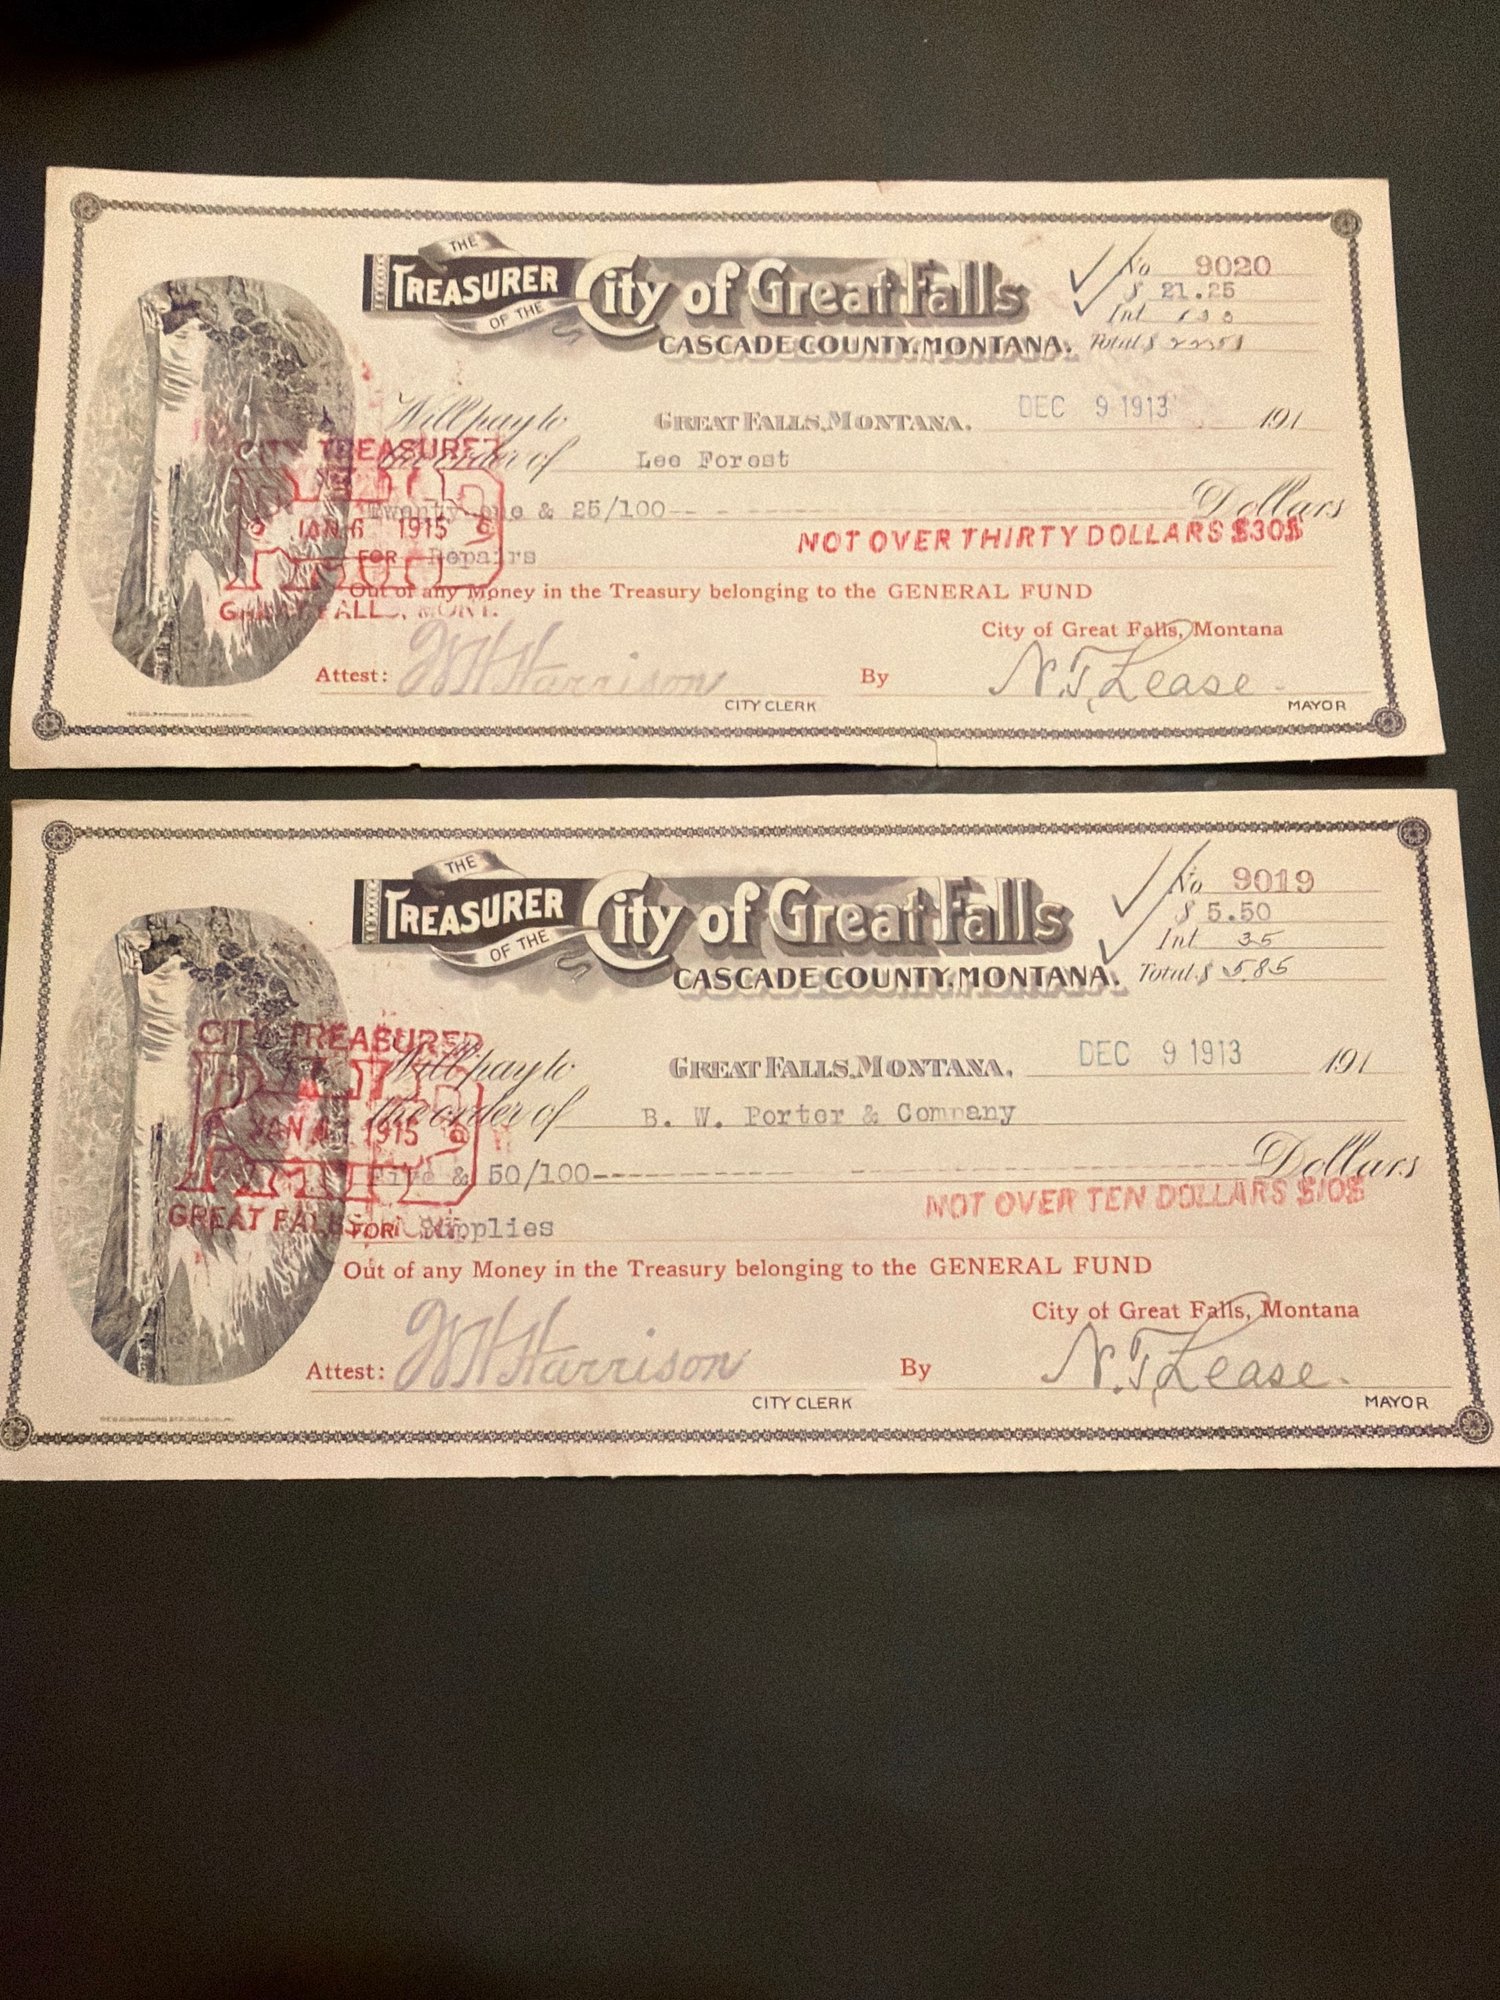 THE
TREASURER
OF THE
City of Great Falls
CASCADE COUNTY, MONTANA.
No 9020
$ 21.25
Int
Total $
Will pay to
GREAT FALLS, MONTANA. DEC 9 1913 191
the order of Lee Forest
Twenty one & 25/100 Dollars
NOT OVER THIRTY DOLLARS $30$
FOR Repairs
CITY TREASURER
PAID
JAN 6 1915
GREAT FALLS, MONT.
Out of any Money in the Treasury belonging to the GENERAL FUND
City of Great Falls, Montana
Attest: W H Harrison By N. T. Lease
CITY CLERK MAYOR
THE
TREASURER
OF THE
City of Great Falls
CASCADE COUNTY, MONTANA.
No 9019
$ 5.50
Int 35
Total $ 5.85
Will pay to
GREAT FALLS, MONTANA. DEC 9 1913 191
the order of B. W. Porter & Company
Five & 50/100 Dollars
NOT OVER TEN DOLLARS $10$
FOR Supplies
CITY TREASURER
PAID
JAN 1915
GREAT FALLS
Out of any Money in the Treasury belonging to the GENERAL FUND
City of Great Falls, Montana
Attest: W H Harrison By N. T. Lease.
CITY CLERK MAYOR